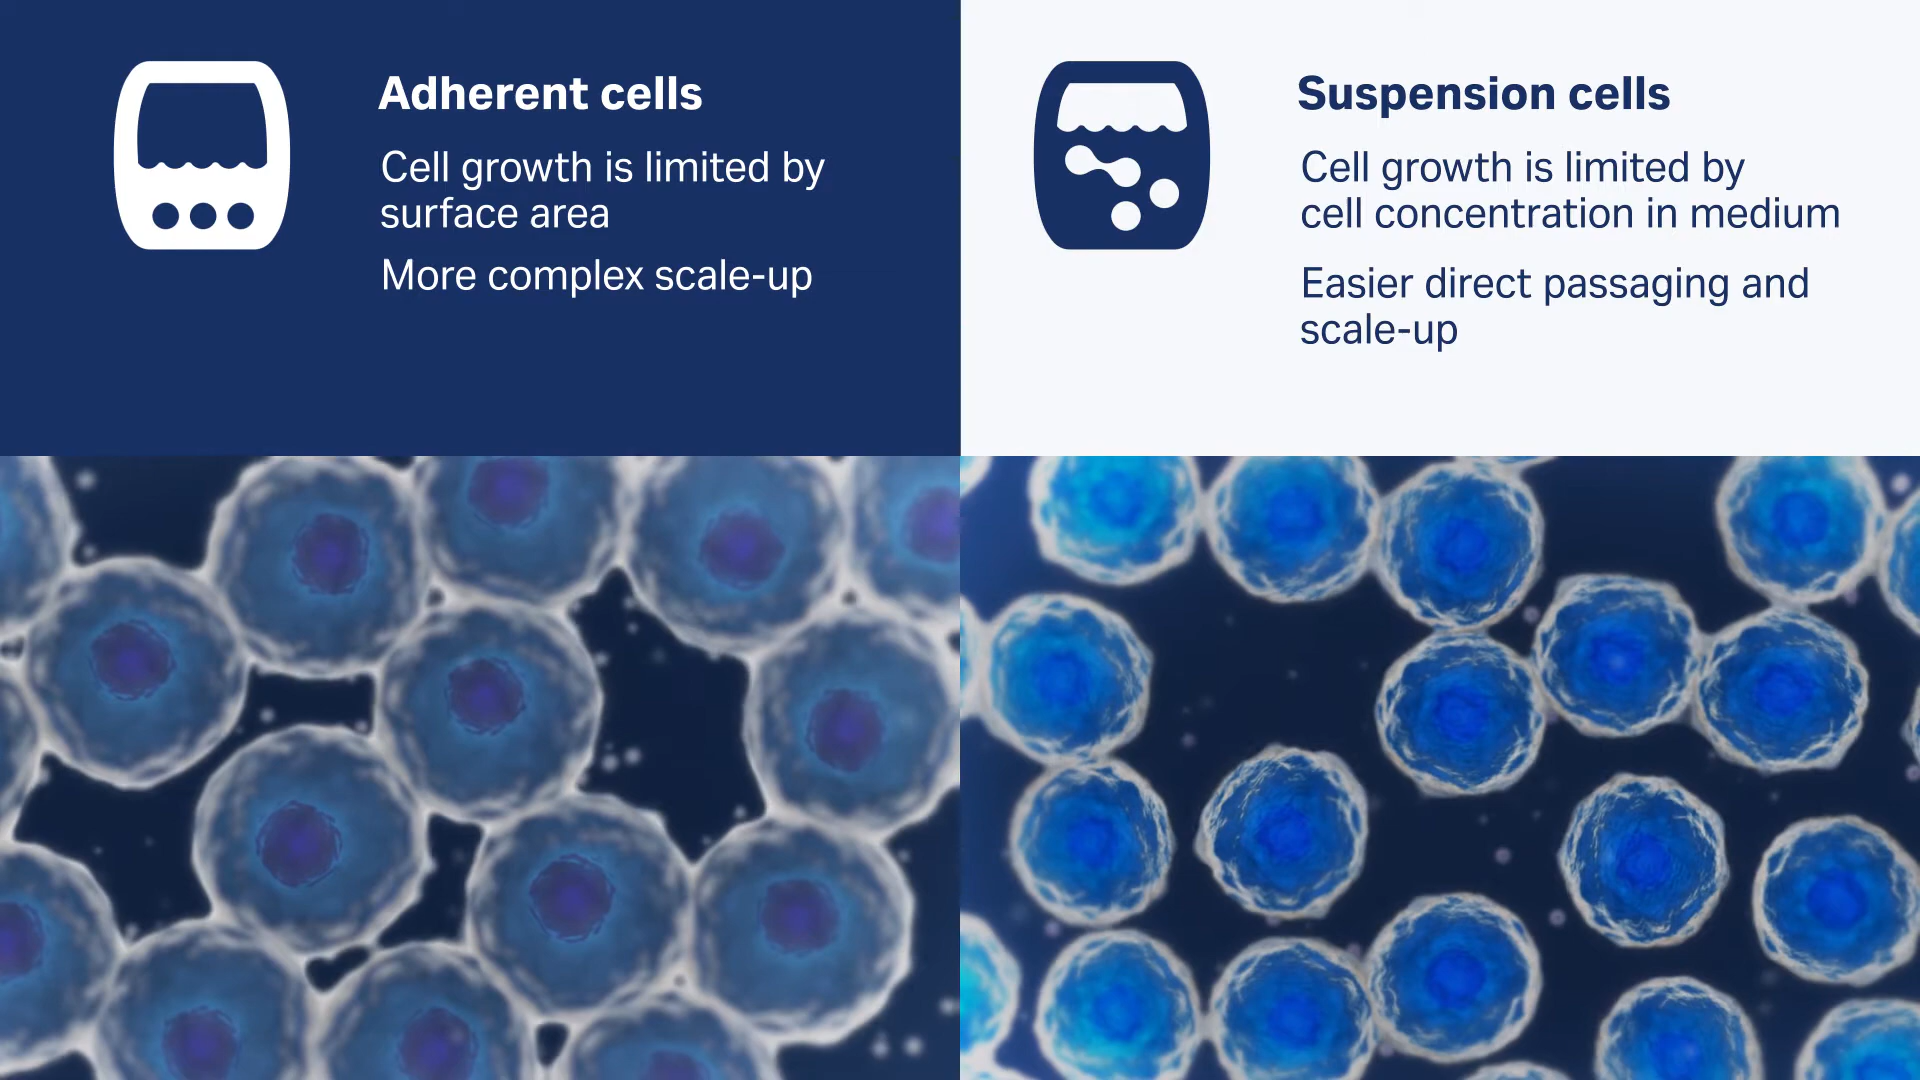 Adherent cells
Cell growth is limited by
surface area
More complex scale-up
Suspension cells
Cell growth is limited by
cell concentration in medium
Easier direct passaging and
scale-up